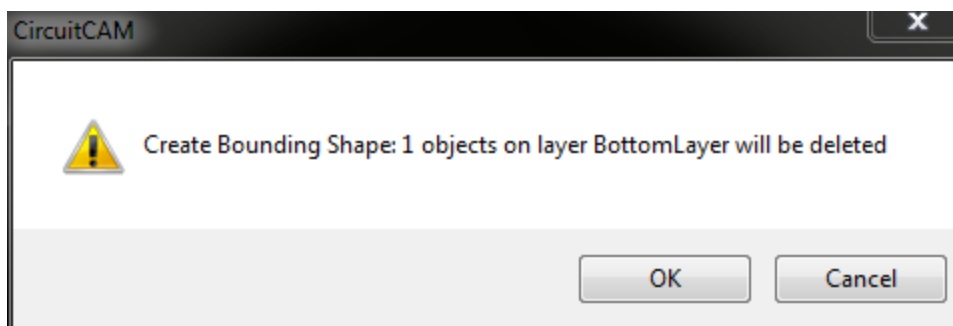 CircuitCAM
Create Bounding Shape: 1 objects on layer BottomLayer will be deleted
OK Cancel